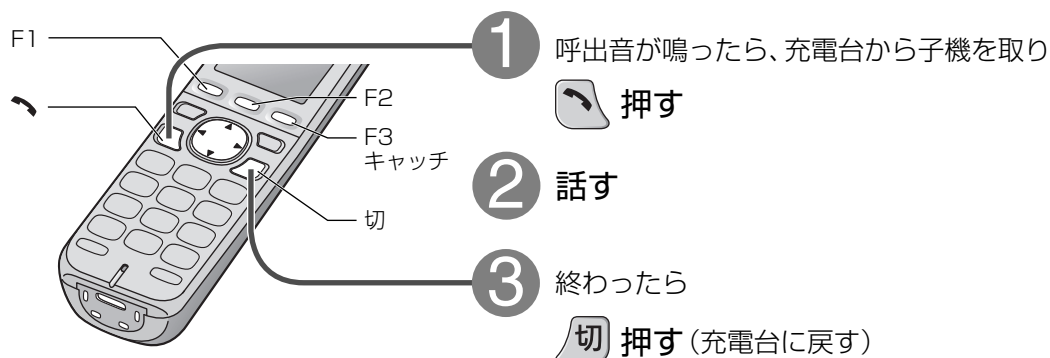 F1
F2
F3
キャッチ
切
1 呼出音が鳴ったら、充電台から子機を取り
押す
2 話す
3 終わったら
切 押す(充電台に戻す)